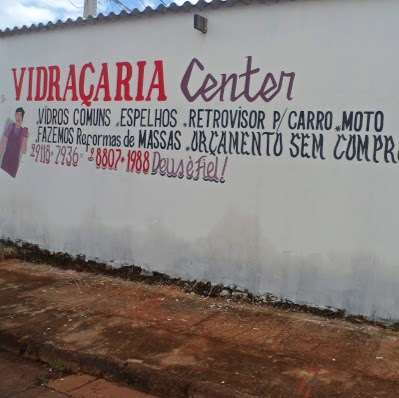 VIDRAÇARIA Center
.VIDROS COMUNS .ESPELHOS .RETROVISOR P/ CARRO .MOTO
.FAZEMOS Reformas de MASSAS .ORÇAMENTO SEM COMPR
9118-7936 8807-1988 Deus é Fiel!